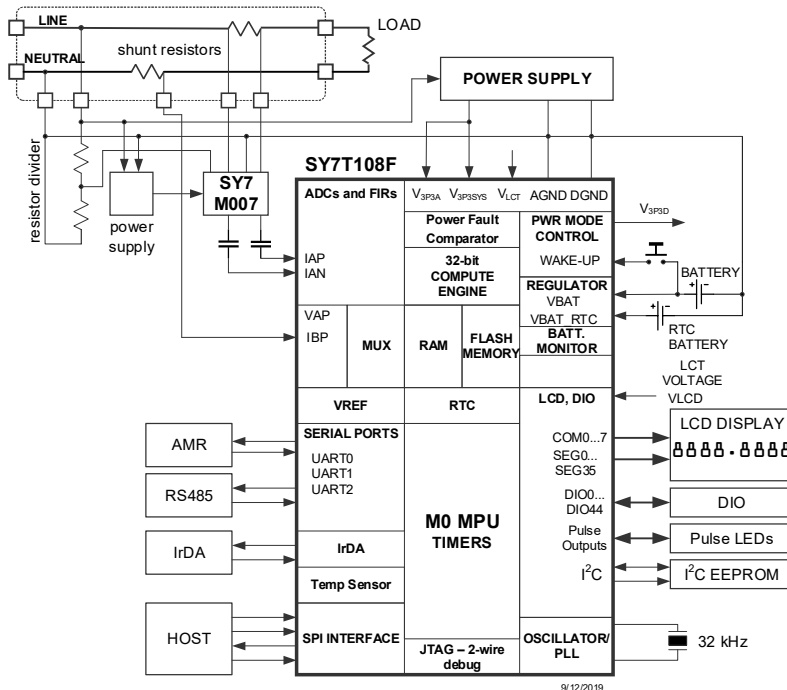 LINE
LOAD
shunt resistors
NEUTRAL
POWER SUPPLY
resistor divider
SY7T108F
SY7
M007
power
supply
ADCs and FIRs
V3P3A
V3P3SYS
VLCT
AGND DGND
V3P3D
Power Fault
Comparator
PWR MODE
CONTROL
IAP
IAN
32-bit
COMPUTE
ENGINE
WAKE-UP
BATTERY
REGULATOR
VBAT
VBAT_RTC
RTC
BATTERY
VAP
IBP
MUX
RAM
FLASH
MEMORY
BATT.
MONITOR
LCT
VOLTAGE
VLCD
VREF
RTC
LCD, DIO
LCD DISPLAY
SERIAL PORTS
AMR
UART0
UART1
UART2
RS485
COM0...7
SEG0...
SEG35
DIO0...
DIO44
DIO
M0 MPU
TIMERS
Pulse
Outputs
Pulse LEDs
IrDA
IrDA
I2C
I2C EEPROM
Temp Sensor
HOST
SPI INTERFACE
OSCILLATOR/
PLL
32 kHz
JTAG – 2-wire
debug
9/12/2019